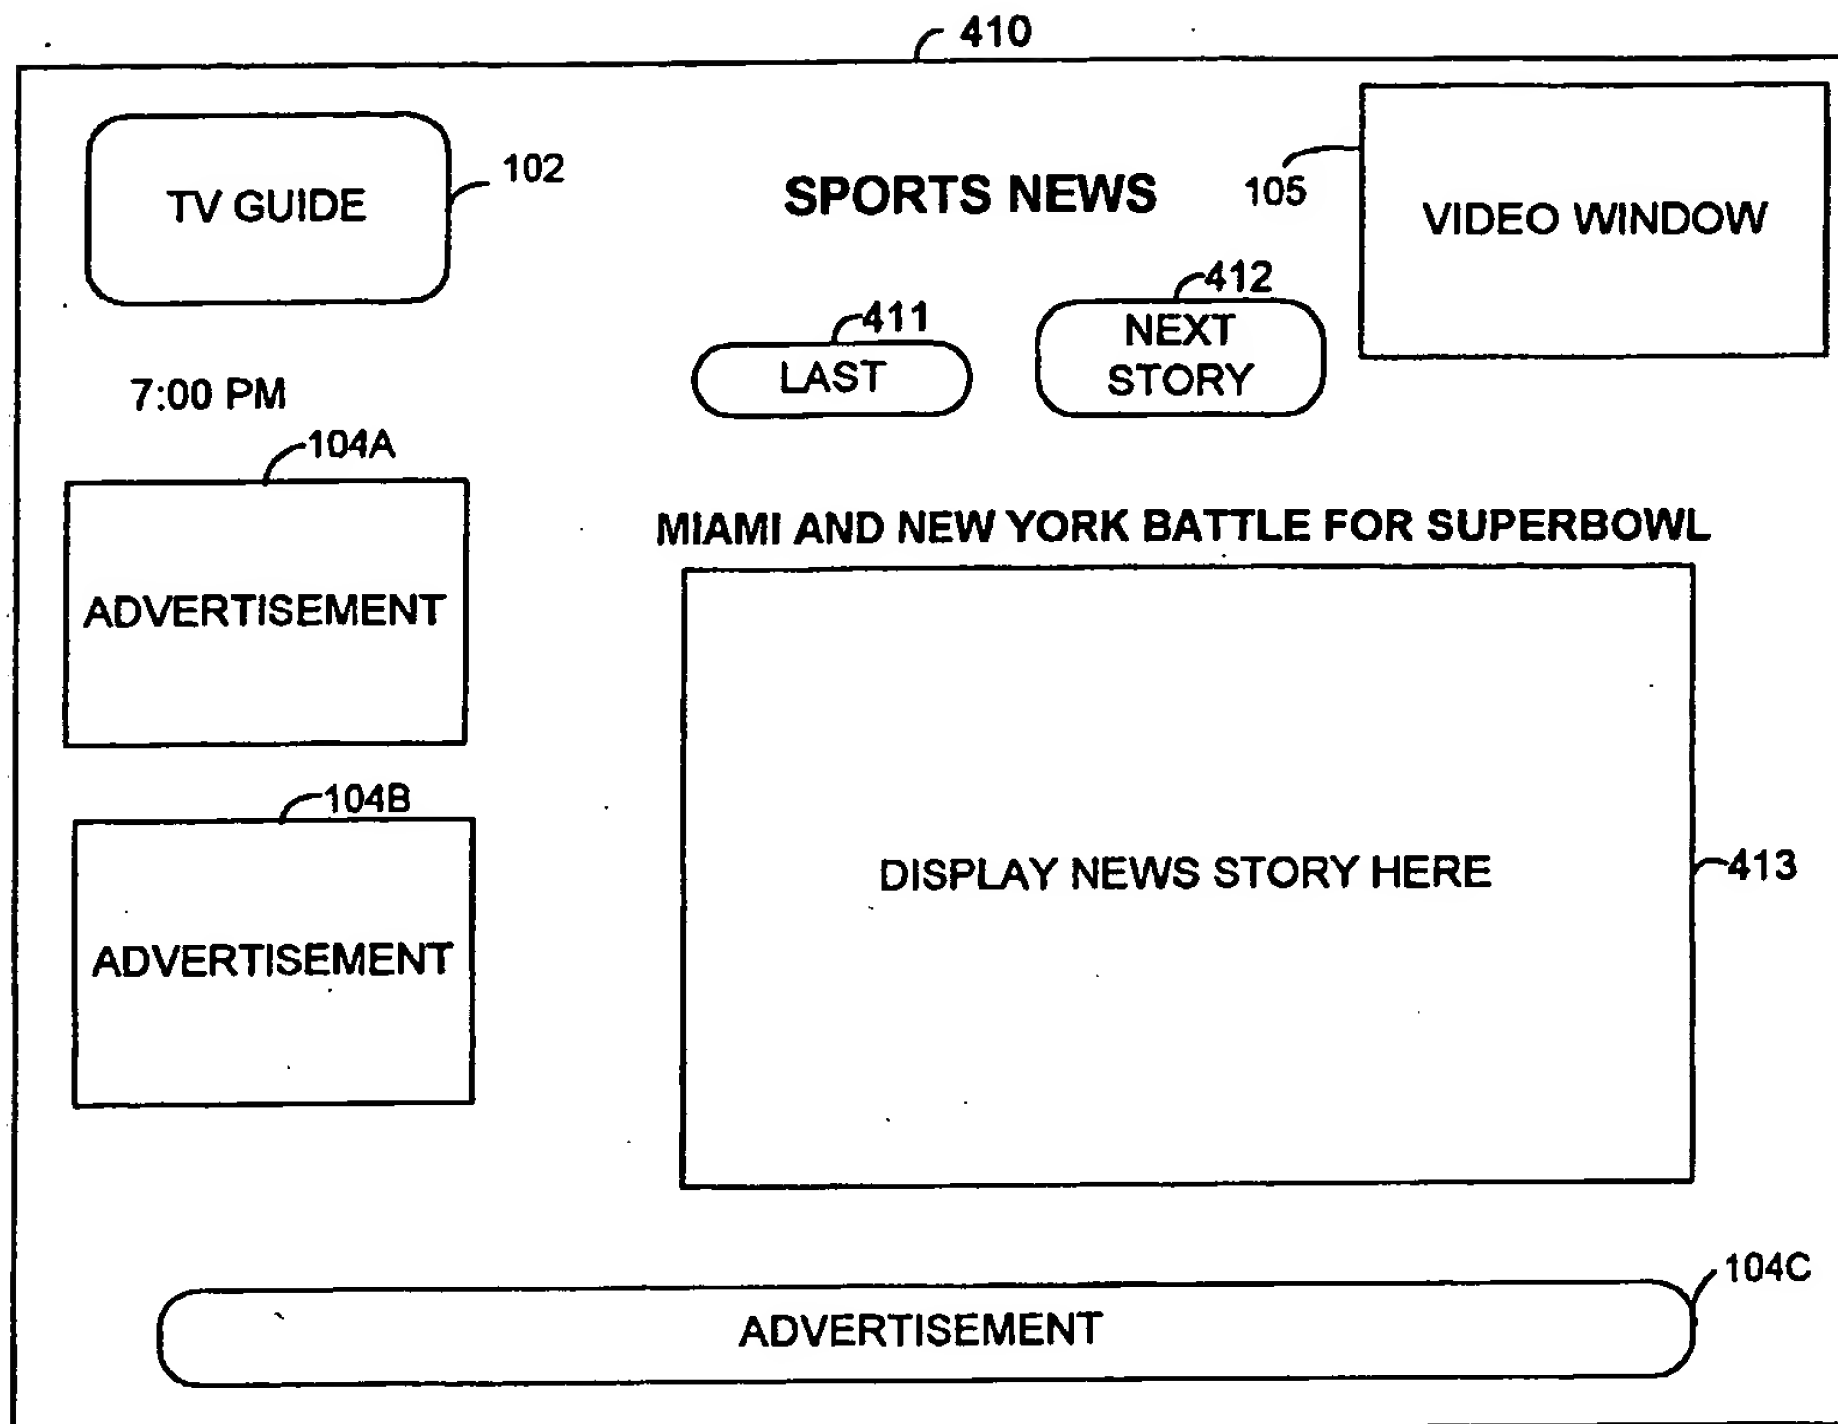 410
TV GUIDE
102
SPORTS NEWS
105
VIDEO WINDOW
411
LAST
412
NEXT
STORY
7:00 PM
104A
ADVERTISEMENT
MIAMI AND NEW YORK BATTLE FOR SUPERBOWL
104B
ADVERTISEMENT
DISPLAY NEWS STORY HERE
413
104C
ADVERTISEMENT